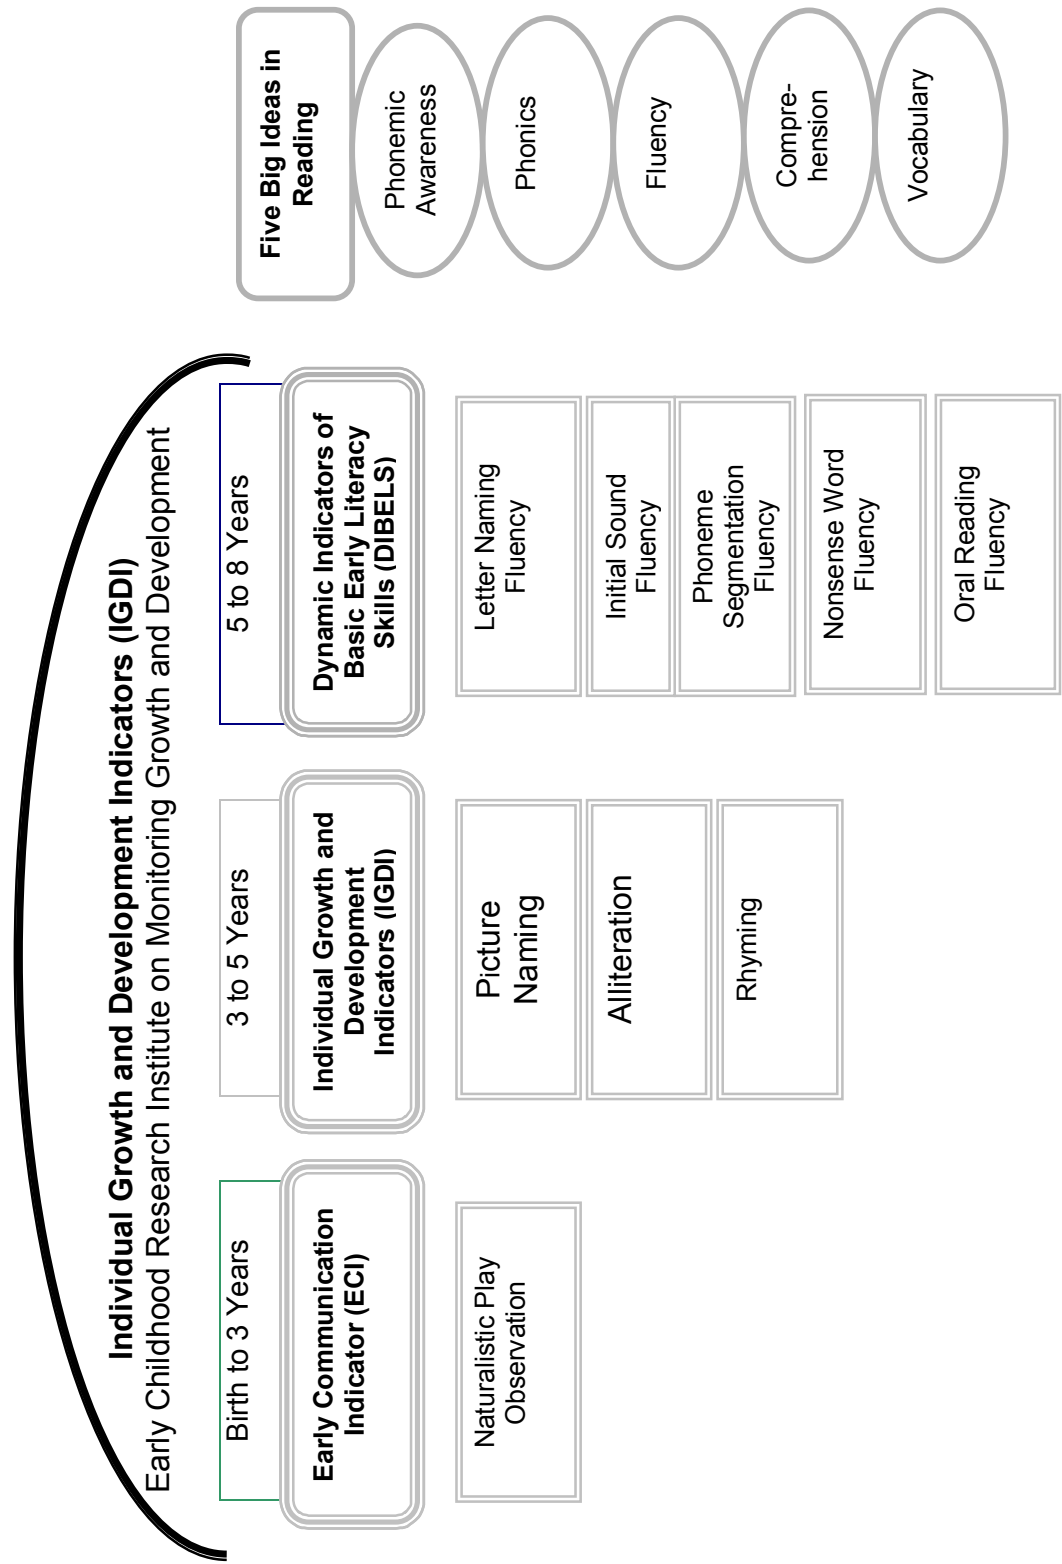 Individual Growth and Development Indicators (IGDI)
Early Childhood Research Institute on Monitoring Growth and Development
Birth to 3 Years
Early Communication
Indicator (ECI)
Naturalistic Play
Observation
3 to 5 Years
Individual Growth and
Development
Indicators (IGDI)
Picture
Naming
Alliteration
Rhyming
5 to 8 Years
Dynamic Indicators of
Basic Early Literacy
Skills (DIBELS)
Letter Naming
Fluency
Initial Sound
Fluency
Phoneme
Segmentation
Fluency
Nonsense Word
Fluency
Oral Reading
Fluency
Five Big Ideas in
Reading
Phonemic
Awareness
Phonics
Fluency
Compre-
hension
Vocabulary